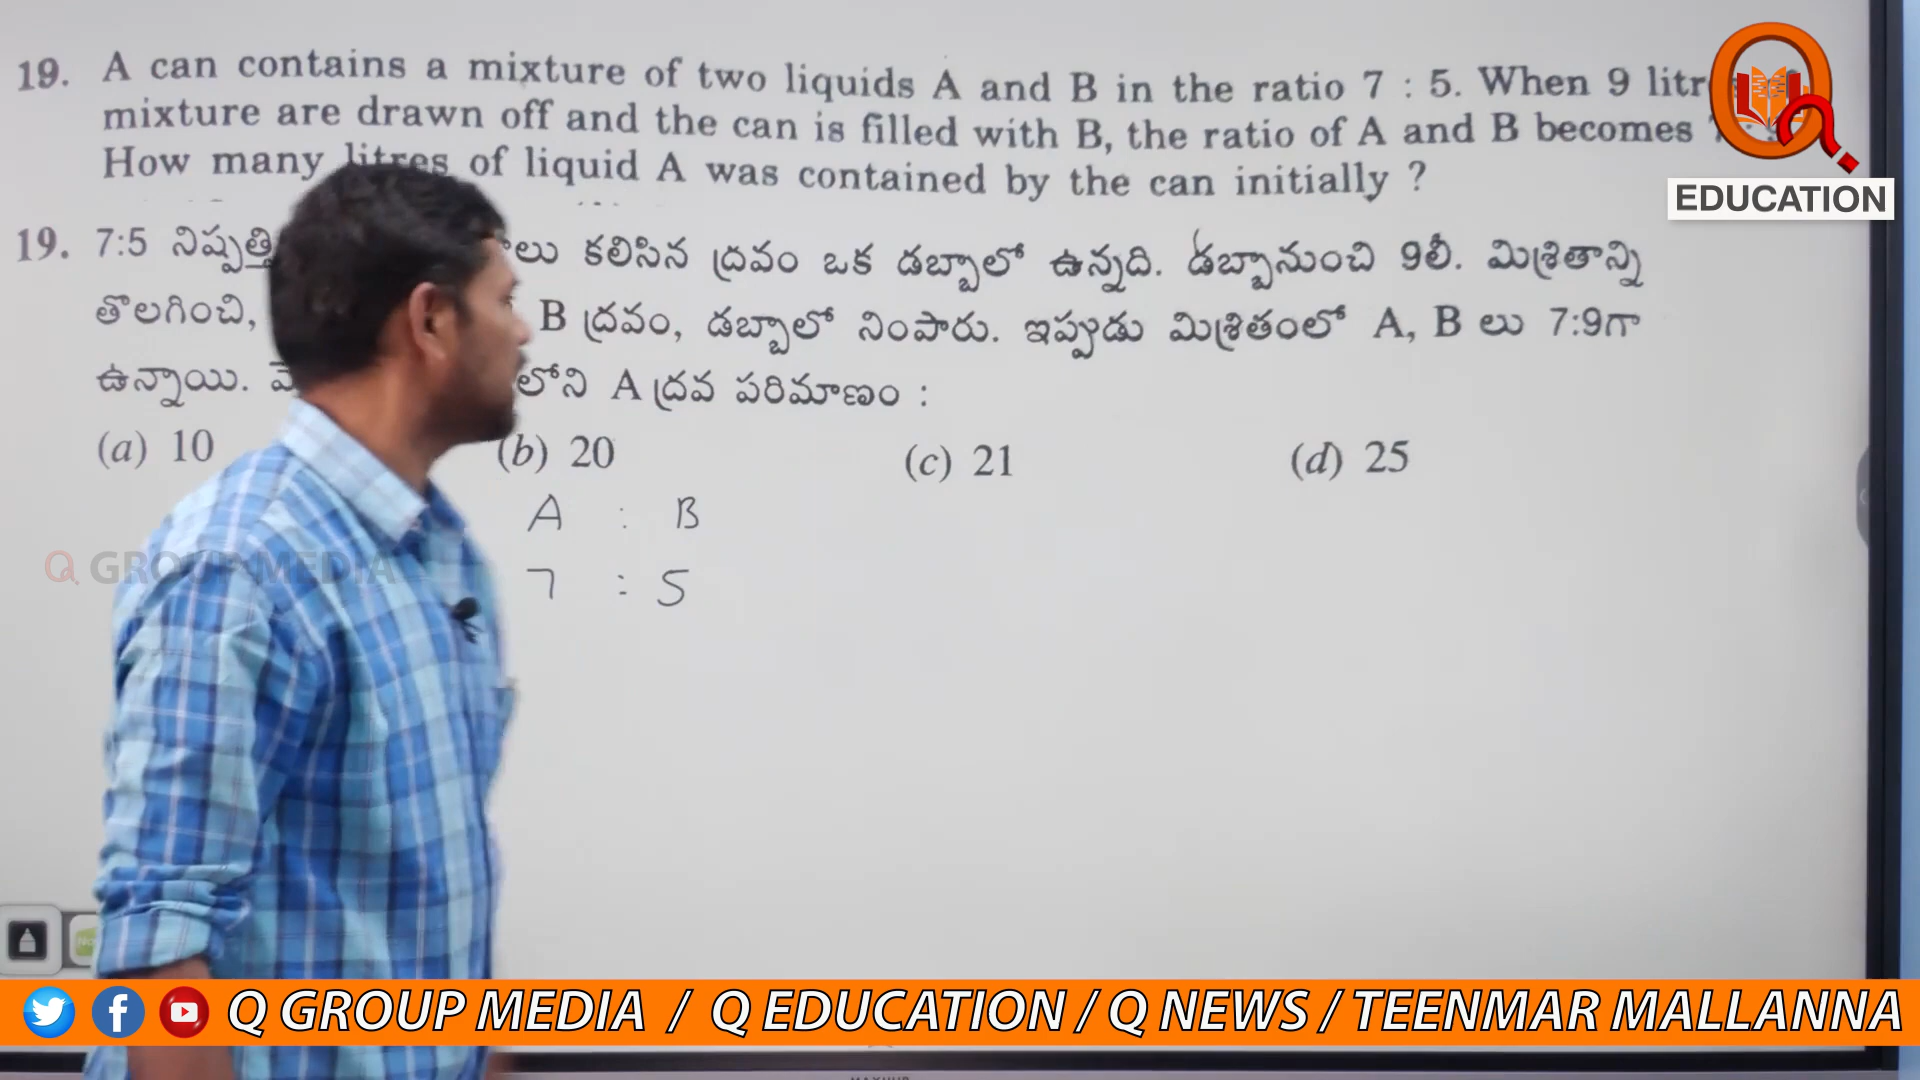 19. A can contains a mixture of two liquids A and B in the ratio 7 : 5. When 9
mixture are drawn off and the can is filled with B, the ratio of A and B becomes
How many litres of liquid A was contained by the can initially ?
EDUCATION
19. 7:5 నిష్పత్తి కలిసిన ద్రవం ఒక డబ్బాలో ఉన్నది. డబ్బానుంచి 9లీ. మిశ్రితాన్ని
తొలగించి, B ద్రవం, డబ్బాలో నింపారు. ఇప్పుడు మిశ్రితంలో A, B లు 7:9గా
ఉన్నాయి. లోని A ద్రవ పరిమాణం :
(a) 10 (b) 20 (c) 21 (d) 25
A : B
7 : 5
Q GROUP MEDIA
Q GROUP MEDIA / Q EDUCATION / Q NEWS / TEENMAR MALLANNA